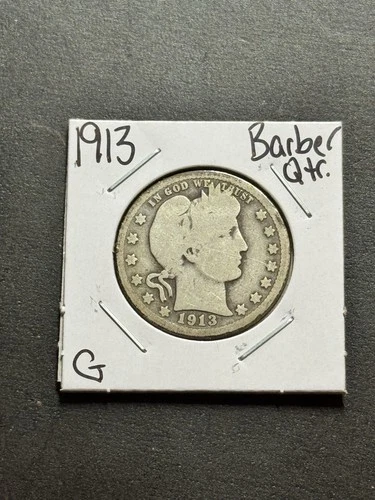 1913
Barber
Qtr.
IN GOD WE TRUST
1913
G